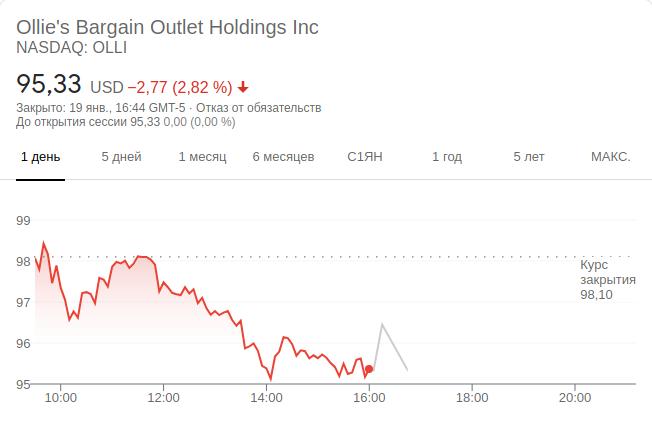 Ollie's Bargain Outlet Holdings Inc
NASDAQ: OLLI
95,33 USD −2,77 (2,82 %)
Закрыто: 19 янв., 16:44 GMT-5 · Отказ от обязательств
До открытия сессии 95,33 0,00 (0,00 %)
1 день 5 дней 1 месяц 6 месяцев С1ЯН 1 год 5 лет МАКС.
99
98
Курс
закрытия
98,10
97
96
95
10:00 12:00 14:00 16:00 18:00 20:00